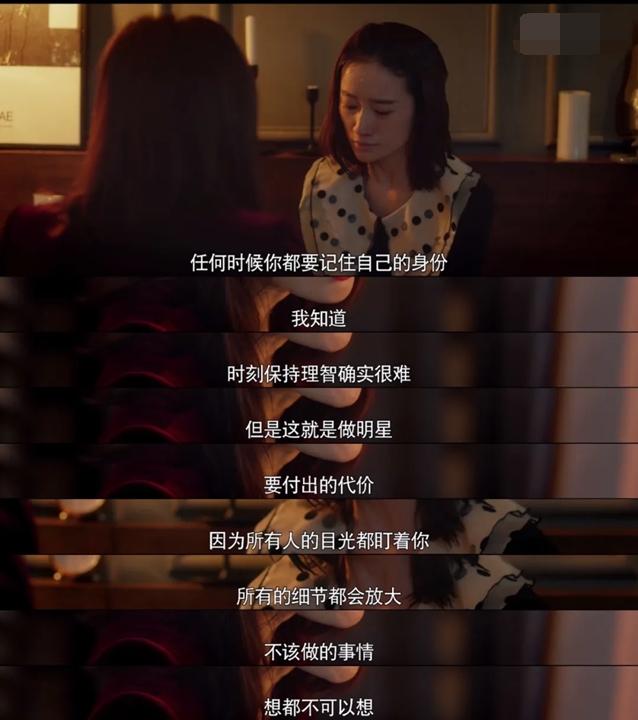 AE
任何时候你都要记住自己的身份
我知道
时刻保持理智确实很难
但是这就是做明星
要付出的代价
因为所有人的目光都盯着你
所有的细节都会放大
不该做的事情
想都不可以想